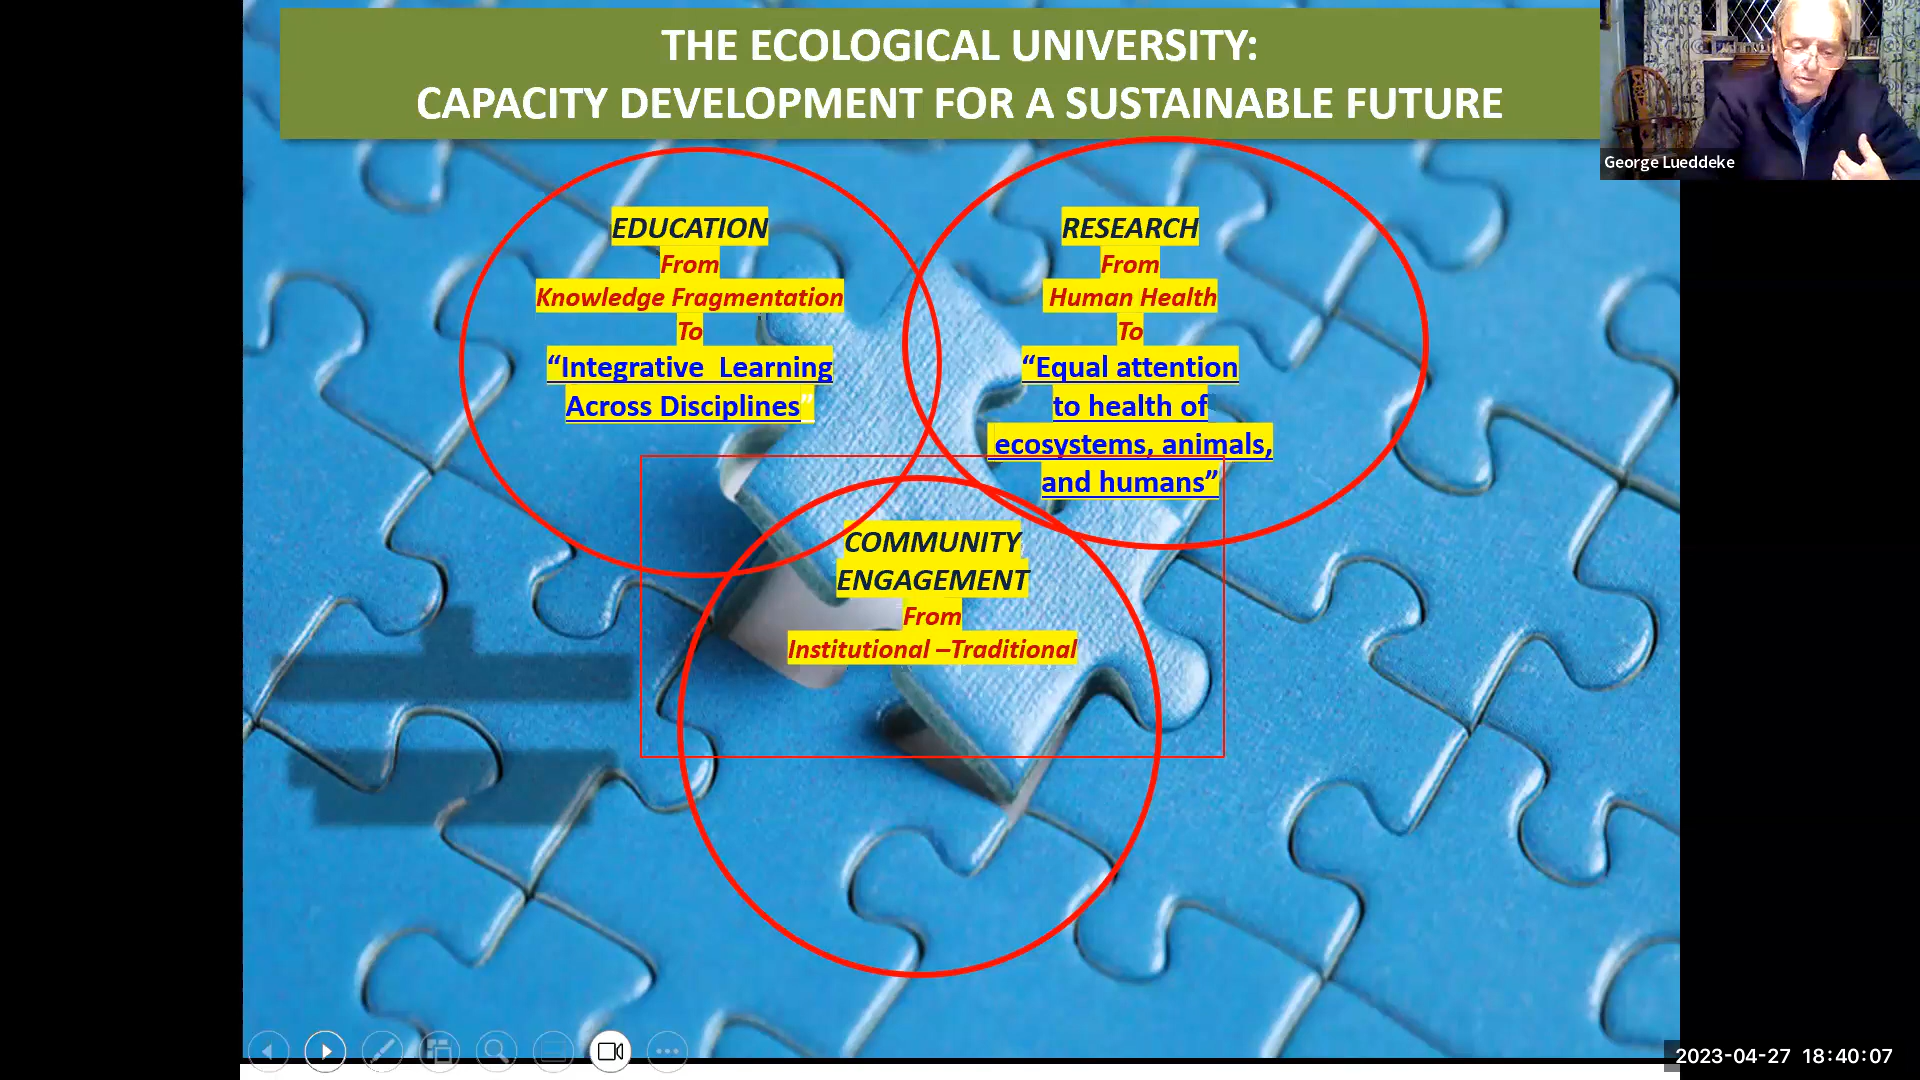 THE ECOLOGICAL UNIVERSITY:
CAPACITY DEVELOPMENT FOR A SUSTAINABLE FUTURE
George Lueddeke
EDUCATION
From
Knowledge Fragmentation
To
“Integrative Learning
Across Disciplines”
RESEARCH
From
Human Health
To
“Equal attention
to health of
ecosystems, animals,
and humans”
COMMUNITY
ENGAGEMENT
From
Institutional –Traditional
2023-04-27 18:40:07